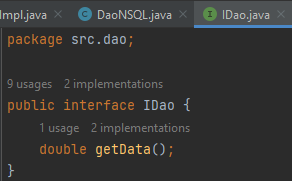 Impl.java
DaoNSQL.java
IDao.java
package src.dao;
9 usages 2 implementations
public interface IDao {
1 usage 2 implementations
double getData();
}